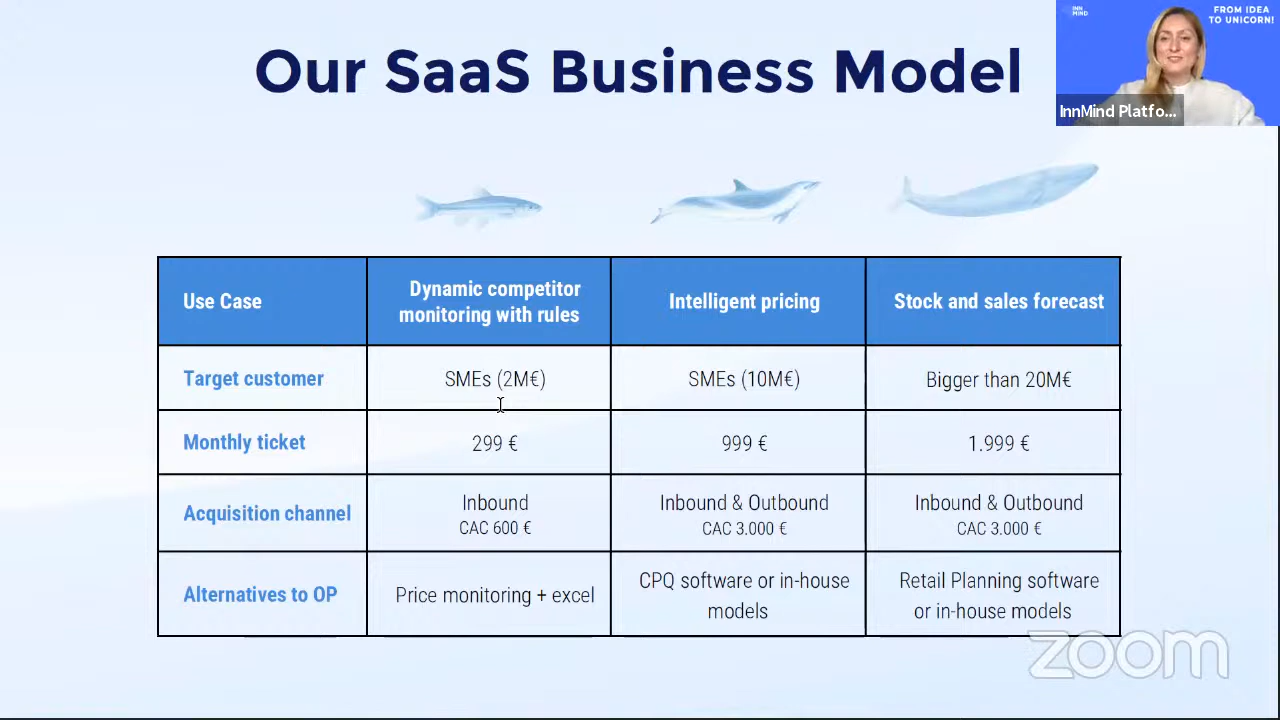 Our SaaS Business Model
INN
MIND
FROM IDEA
TO UNICORN!
InnMind Platfo...
Use Case
Dynamic competitor
monitoring with rules
Intelligent pricing
Stock and sales forecast
Target customer
SMEs (2M€)
SMEs (10M€)
Bigger than 20M€
Monthly ticket
299 €
999 €
1.999 €
Acquisition channel
Inbound
CAC 600 €
Inbound & Outbound
CAC 3.000 €
Inbound & Outbound
CAC 3.000 €
Alternatives to OP
Price monitoring + excel
CPQ software or in-house
models
Retail Planning software
or in-house models
zoom